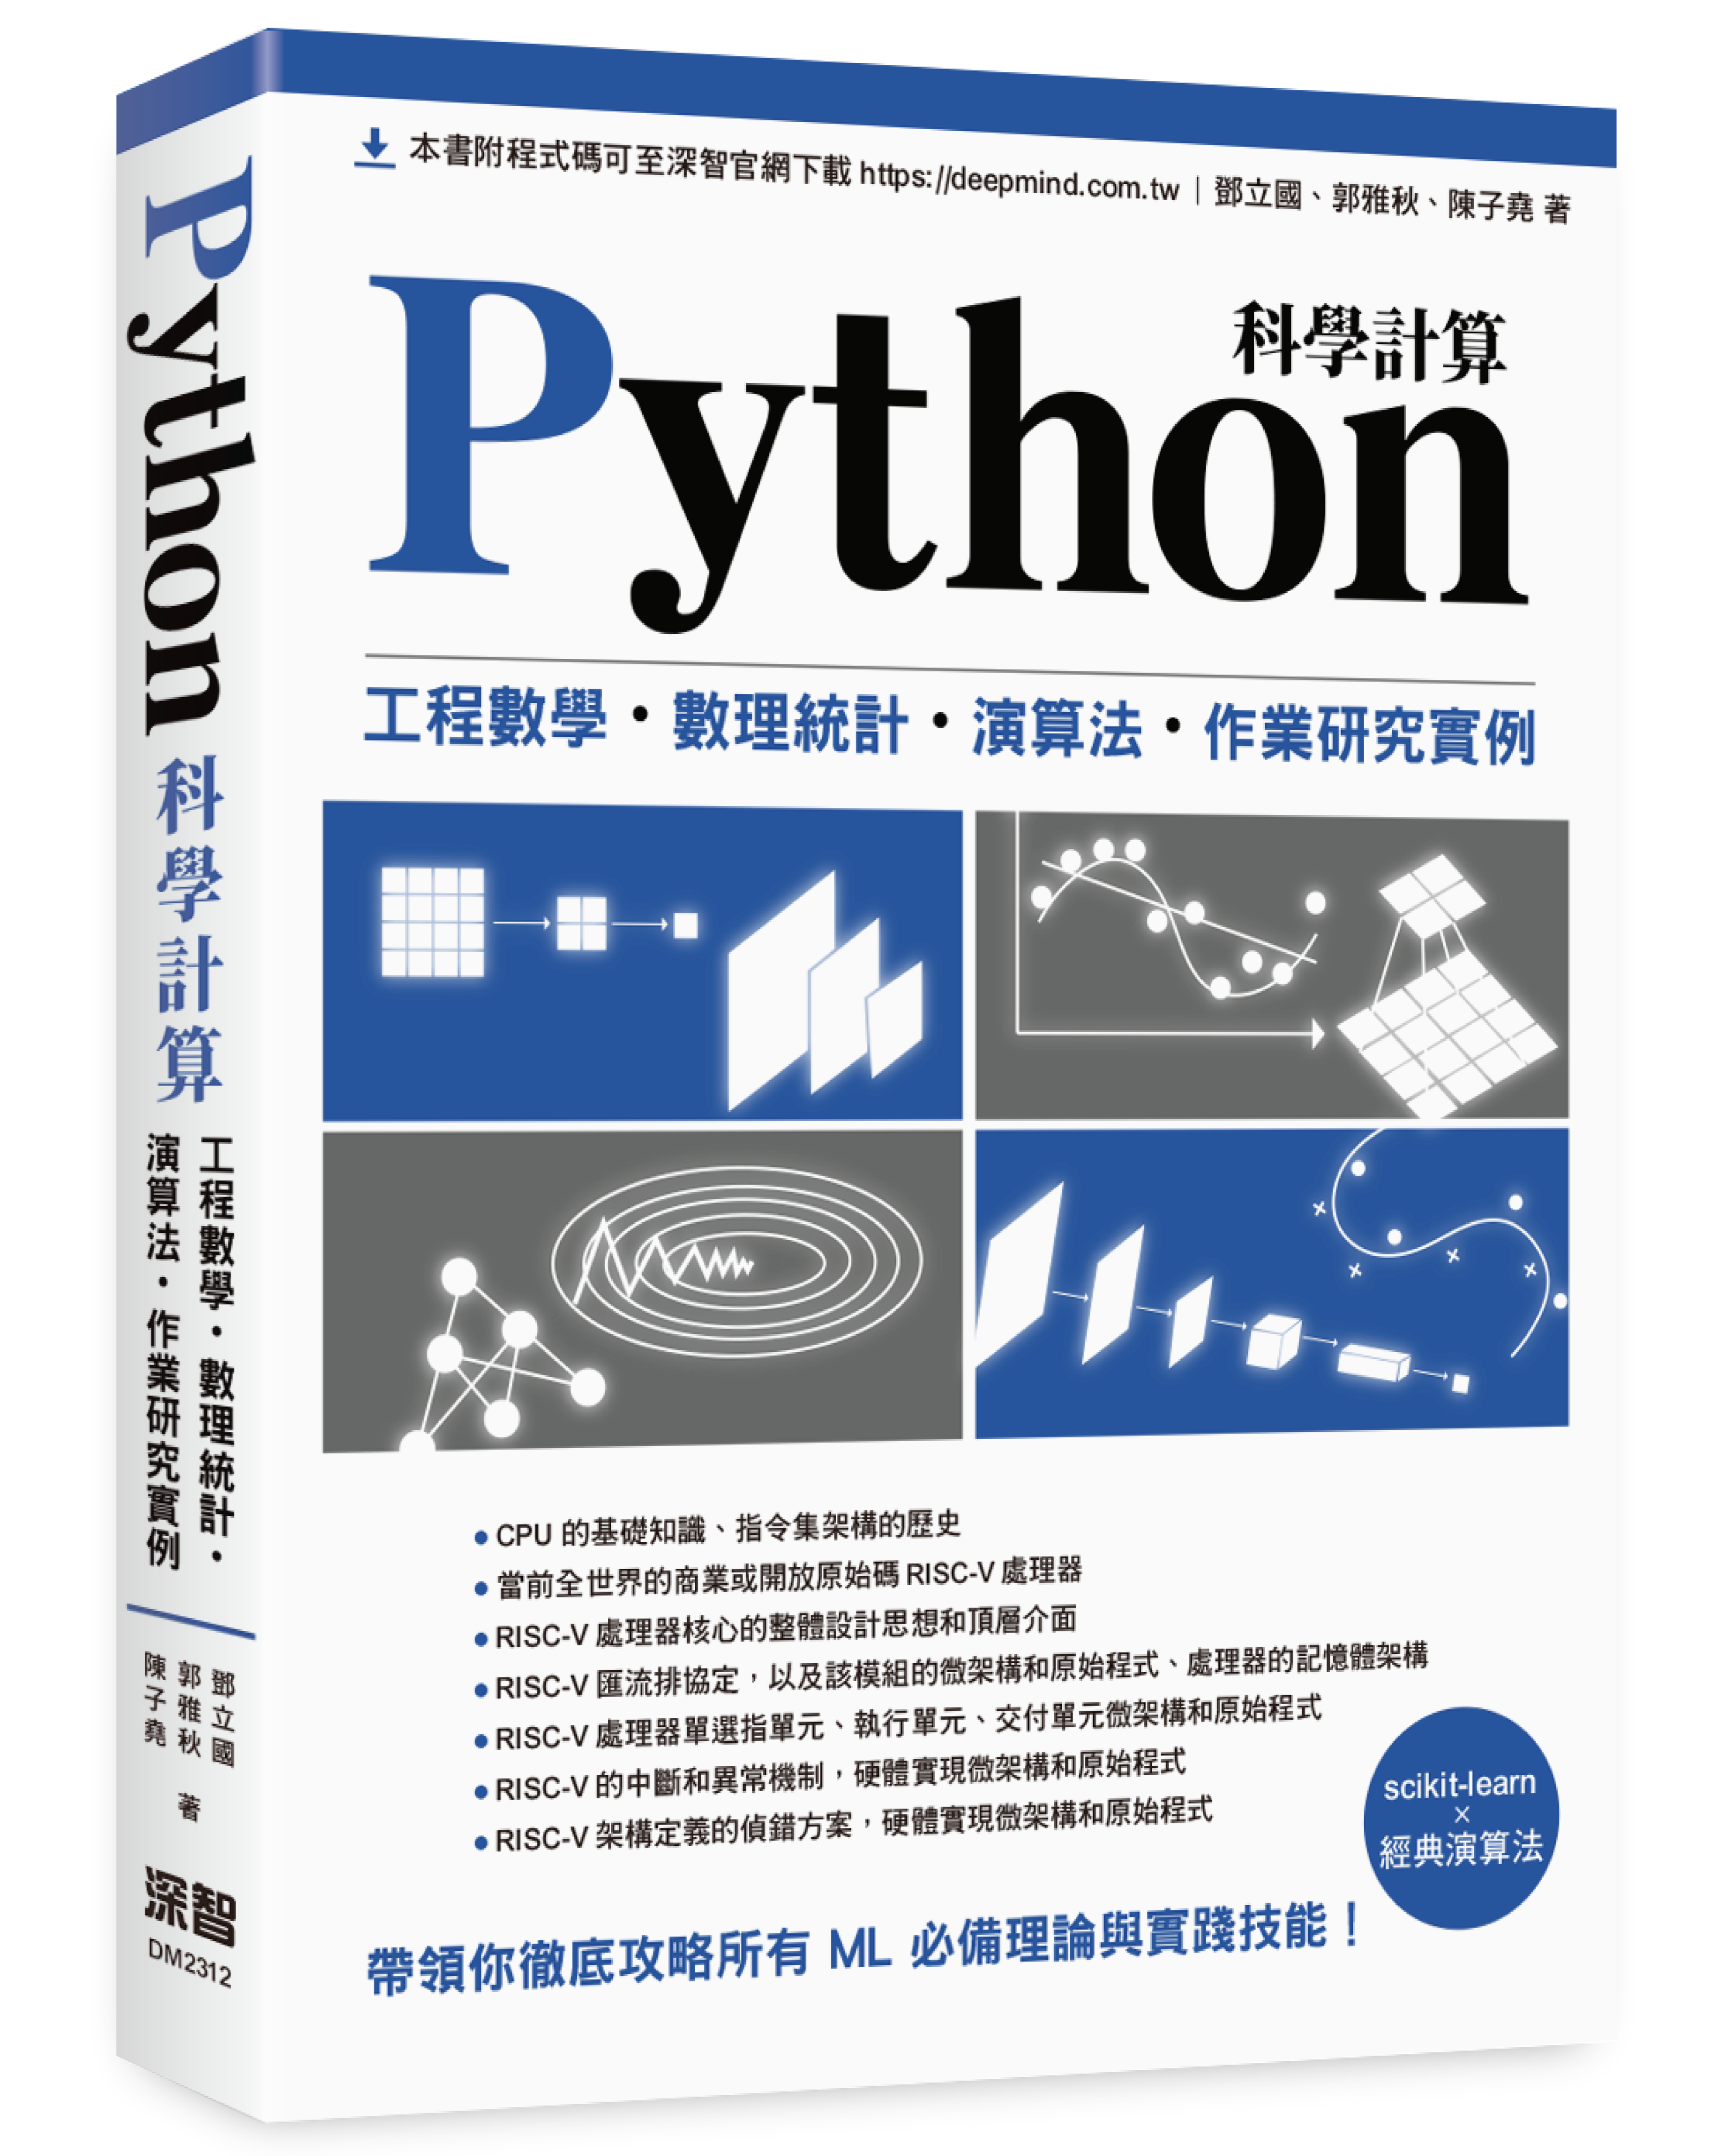 本書附程式碼可至深智官網下載 https://deepmind.com.tw | 鄧立國、郭雅秋、陳子堯 著
科學計算
Python
工程數學・數理統計・演算法・作業研究實例
● CPU 的基礎知識、指令集架構的歷史
● 當前全世界的商業或開放原始碼 RISC-V 處理器
● RISC-V 處理器核心的整體設計思想和頂層介面
● RISC-V 匯流排協定，以及該模組的微架構和原始程式、處理器的記憶體架構
● RISC-V 處理器單選指單元、執行單元、交付單元微架構和原始程式
● RISC-V 的中斷和異常機制，硬體實現微架構和原始程式
● RISC-V 架構定義的偵錯方案，硬體實現微架構和原始程式
scikit-learn
×
經典演算法
帶領你徹底攻略所有 ML 必備理論與實踐技能！
Python 科學計算
工程數學・數理統計・
演算法・作業研究實例
鄧立國
郭雅秋 著
陳子堯
深智
DM2312